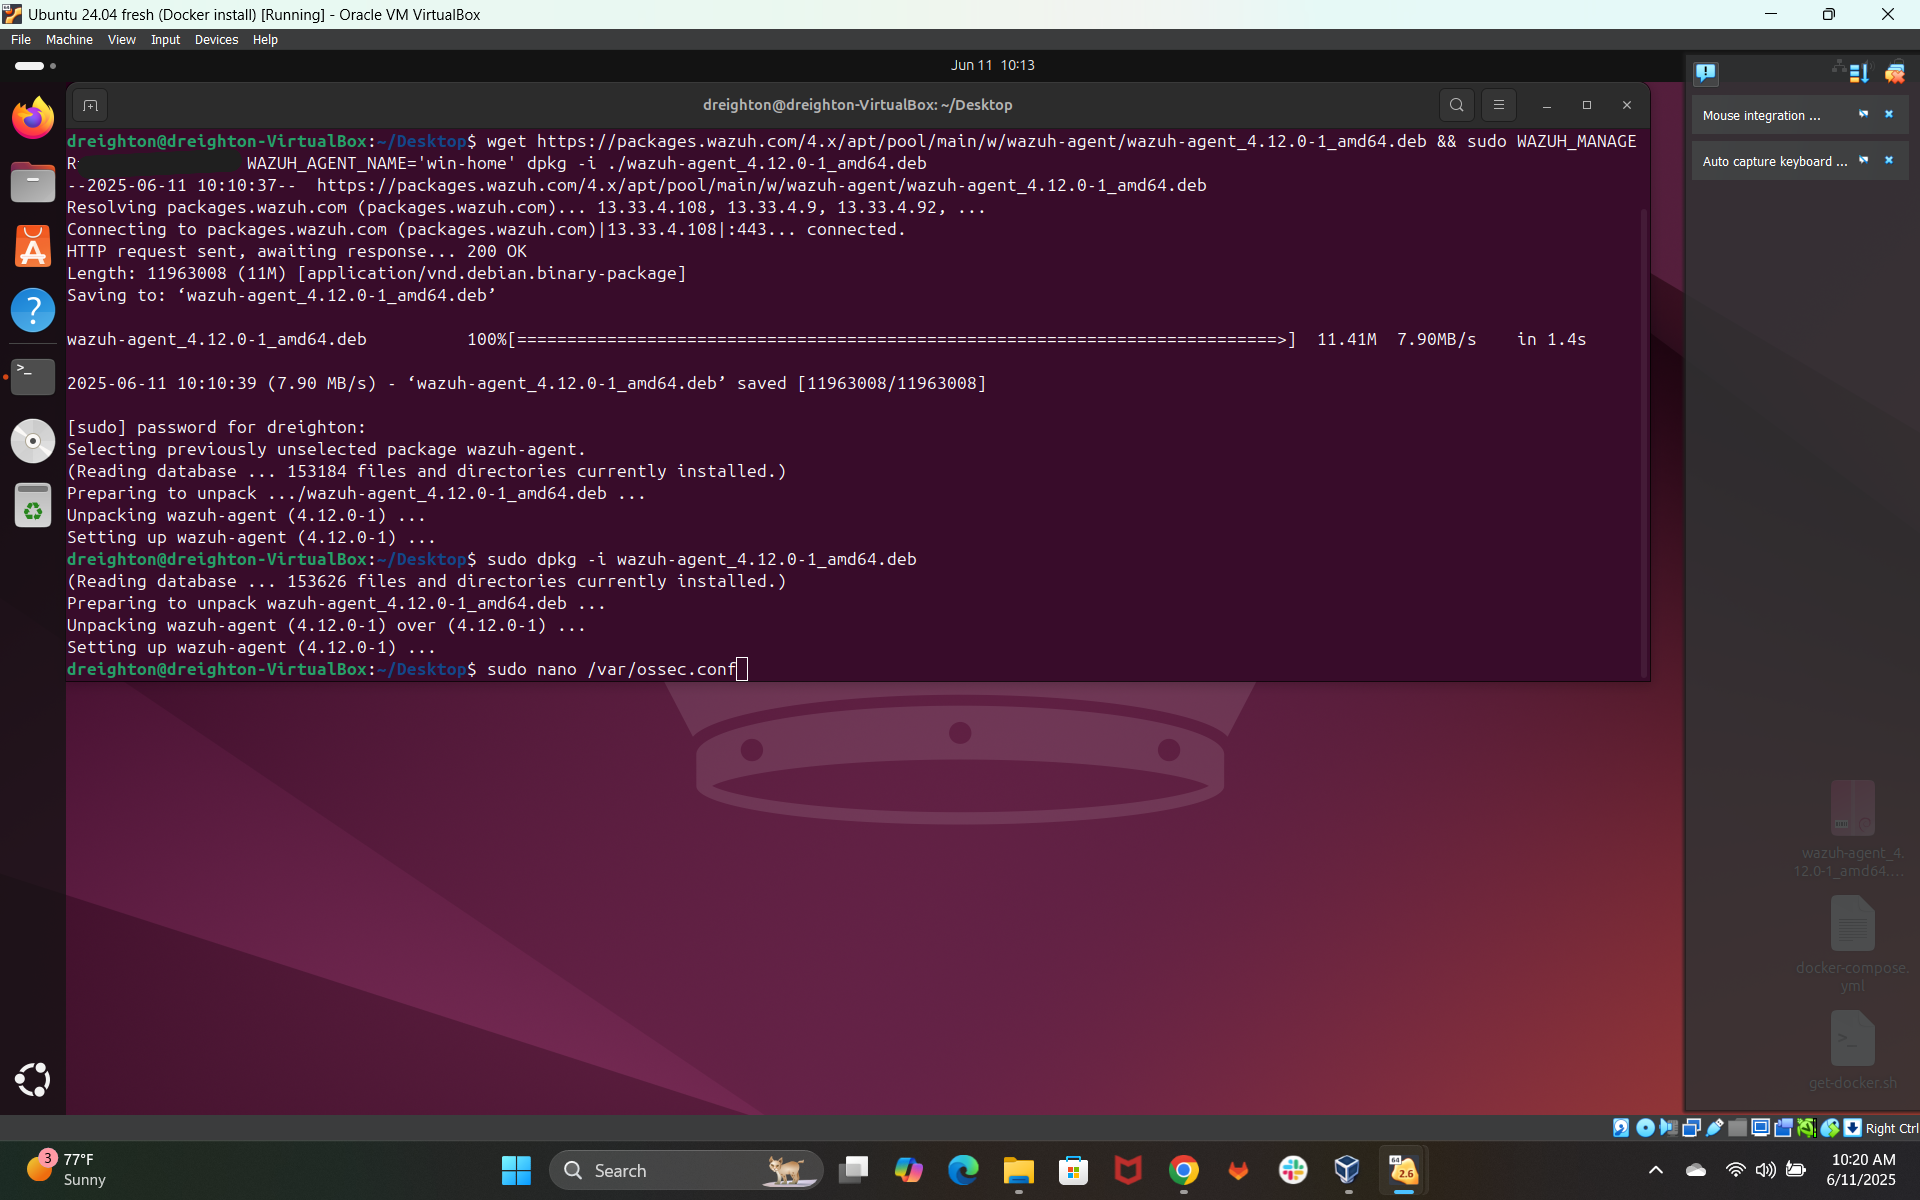 Ubuntu 24.04 fresh (Docker install) [Running] - Oracle VM VirtualBox
File Machine View Input Devices Help
Jun 11 10:13
dreighton@dreighton-VirtualBox: ~/Desktop
Mouse integration ...
Auto capture keyboard ...
dreighton@dreighton-VirtualBox:~/Desktop$ wget https://packages.wazuh.com/4.x/apt/pool/main/w/wazuh-agent/wazuh-agent_4.12.0-1_amd64.deb && sudo WAZUH_MANAGE
R WAZUH_AGENT_NAME='win-home' dpkg -i ./wazuh-agent_4.12.0-1_amd64.deb
--2025-06-11 10:10:37-- https://packages.wazuh.com/4.x/apt/pool/main/w/wazuh-agent/wazuh-agent_4.12.0-1_amd64.deb
Resolving packages.wazuh.com (packages.wazuh.com)... 13.33.4.108, 13.33.4.9, 13.33.4.92, ...
Connecting to packages.wazuh.com (packages.wazuh.com)|13.33.4.108|:443... connected.
HTTP request sent, awaiting response... 200 OK
Length: 11963008 (11M) [application/vnd.debian.binary-package]
Saving to: ‘wazuh-agent_4.12.0-1_amd64.deb’
wazuh-agent_4.12.0-1_amd64.deb 100%[============================================================================>] 11.41M 7.90MB/s in 1.4s
2025-06-11 10:10:39 (7.90 MB/s) - ‘wazuh-agent_4.12.0-1_amd64.deb’ saved [11963008/11963008]
[sudo] password for dreighton:
Selecting previously unselected package wazuh-agent.
(Reading database ... 153184 files and directories currently installed.)
Preparing to unpack .../wazuh-agent_4.12.0-1_amd64.deb ...
Unpacking wazuh-agent (4.12.0-1) ...
Setting up wazuh-agent (4.12.0-1) ...
dreighton@dreighton-VirtualBox:~/Desktop$ sudo dpkg -i wazuh-agent_4.12.0-1_amd64.deb
(Reading database ... 153626 files and directories currently installed.)
Preparing to unpack wazuh-agent_4.12.0-1_amd64.deb ...
Unpacking wazuh-agent (4.12.0-1) over (4.12.0-1) ...
Setting up wazuh-agent (4.12.0-1) ...
dreighton@dreighton-VirtualBox:~/Desktop$ sudo nano /var/ossec.conf
wazuh-agent_4.
12.0-1_amd64....
docker-compose.
yml
get-docker.sh
Right Ctrl
3
77°F
Sunny
Search
64
2.6
10:20 AM
6/11/2025